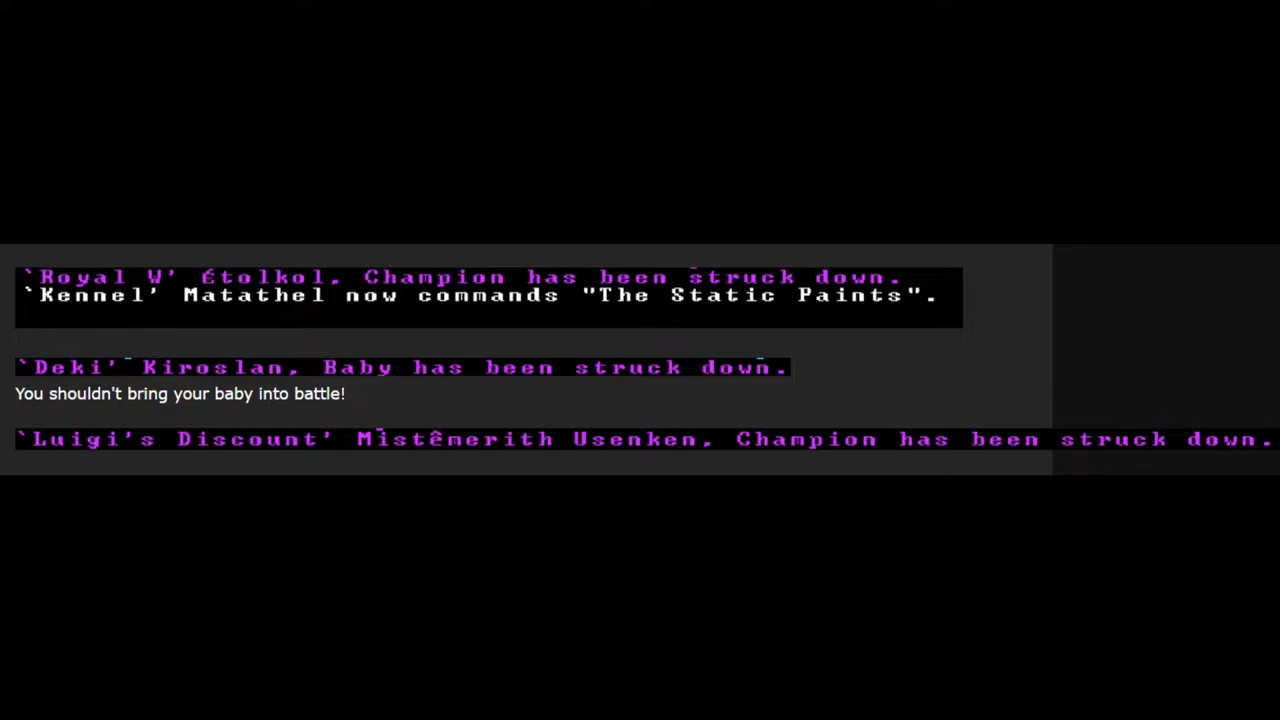 `Royal W' Étolkol, Champion has been struck down.
`Kennel' Matathel now commands "The Static Paints".
`Deki' Kiroslan, Baby has been struck down.
You shouldn't bring your baby into battle!
`Luigi's Discount' Mistêmerith Usenken, Champion has been struck down.